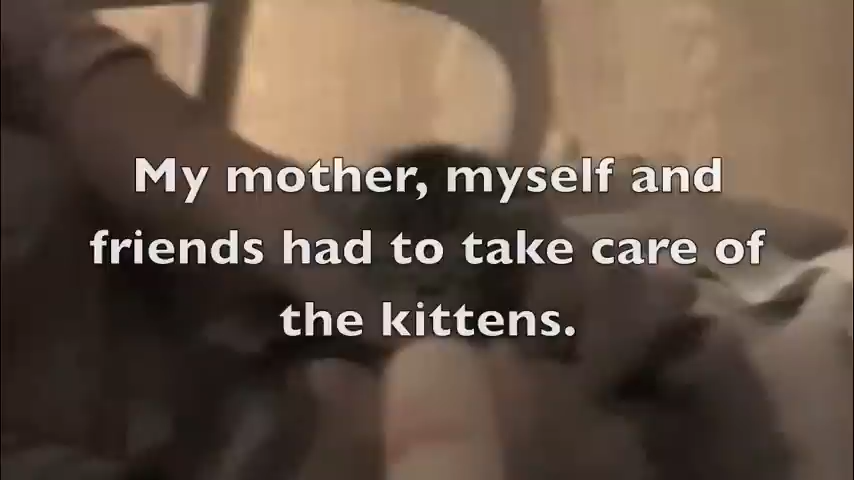 My mother, myself and
friends had to take care of
the kittens.